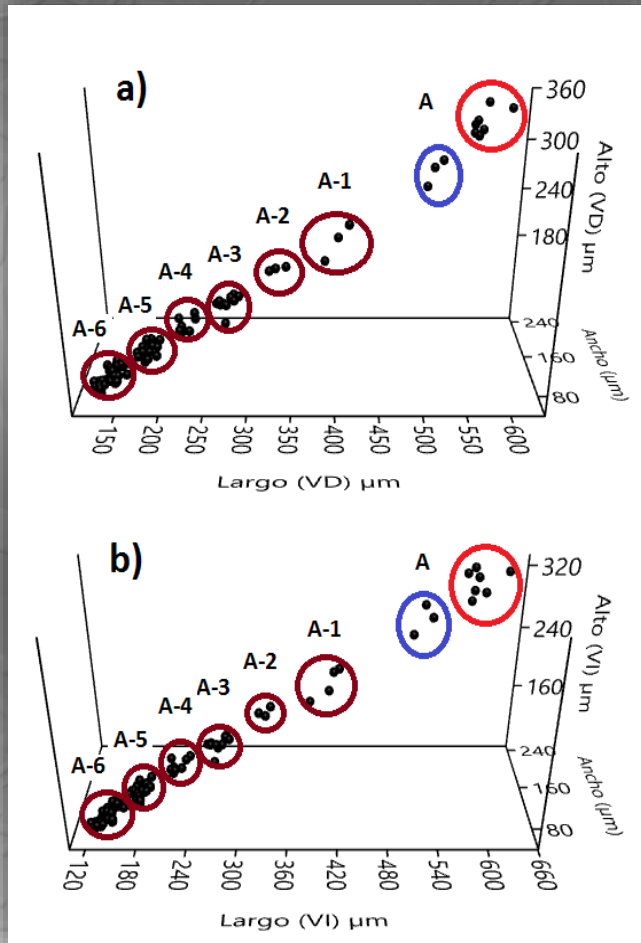 a)
A
A-1
A-2
A-3
A-4
A-5
A-6
360
300
240
180
Alto (VD) µm
240
160
80
Ancho (µm)
150
200
250
300
350
400
450
500
550
600
Largo (VD) µm
b)
A
A-1
A-2
A-3
A-4
A-5
A-6
320
240
160
Alto (VI) µm
240
150
80
Ancho (µm)
120
180
240
300
360
420
480
540
600
660
Largo (VI) µm